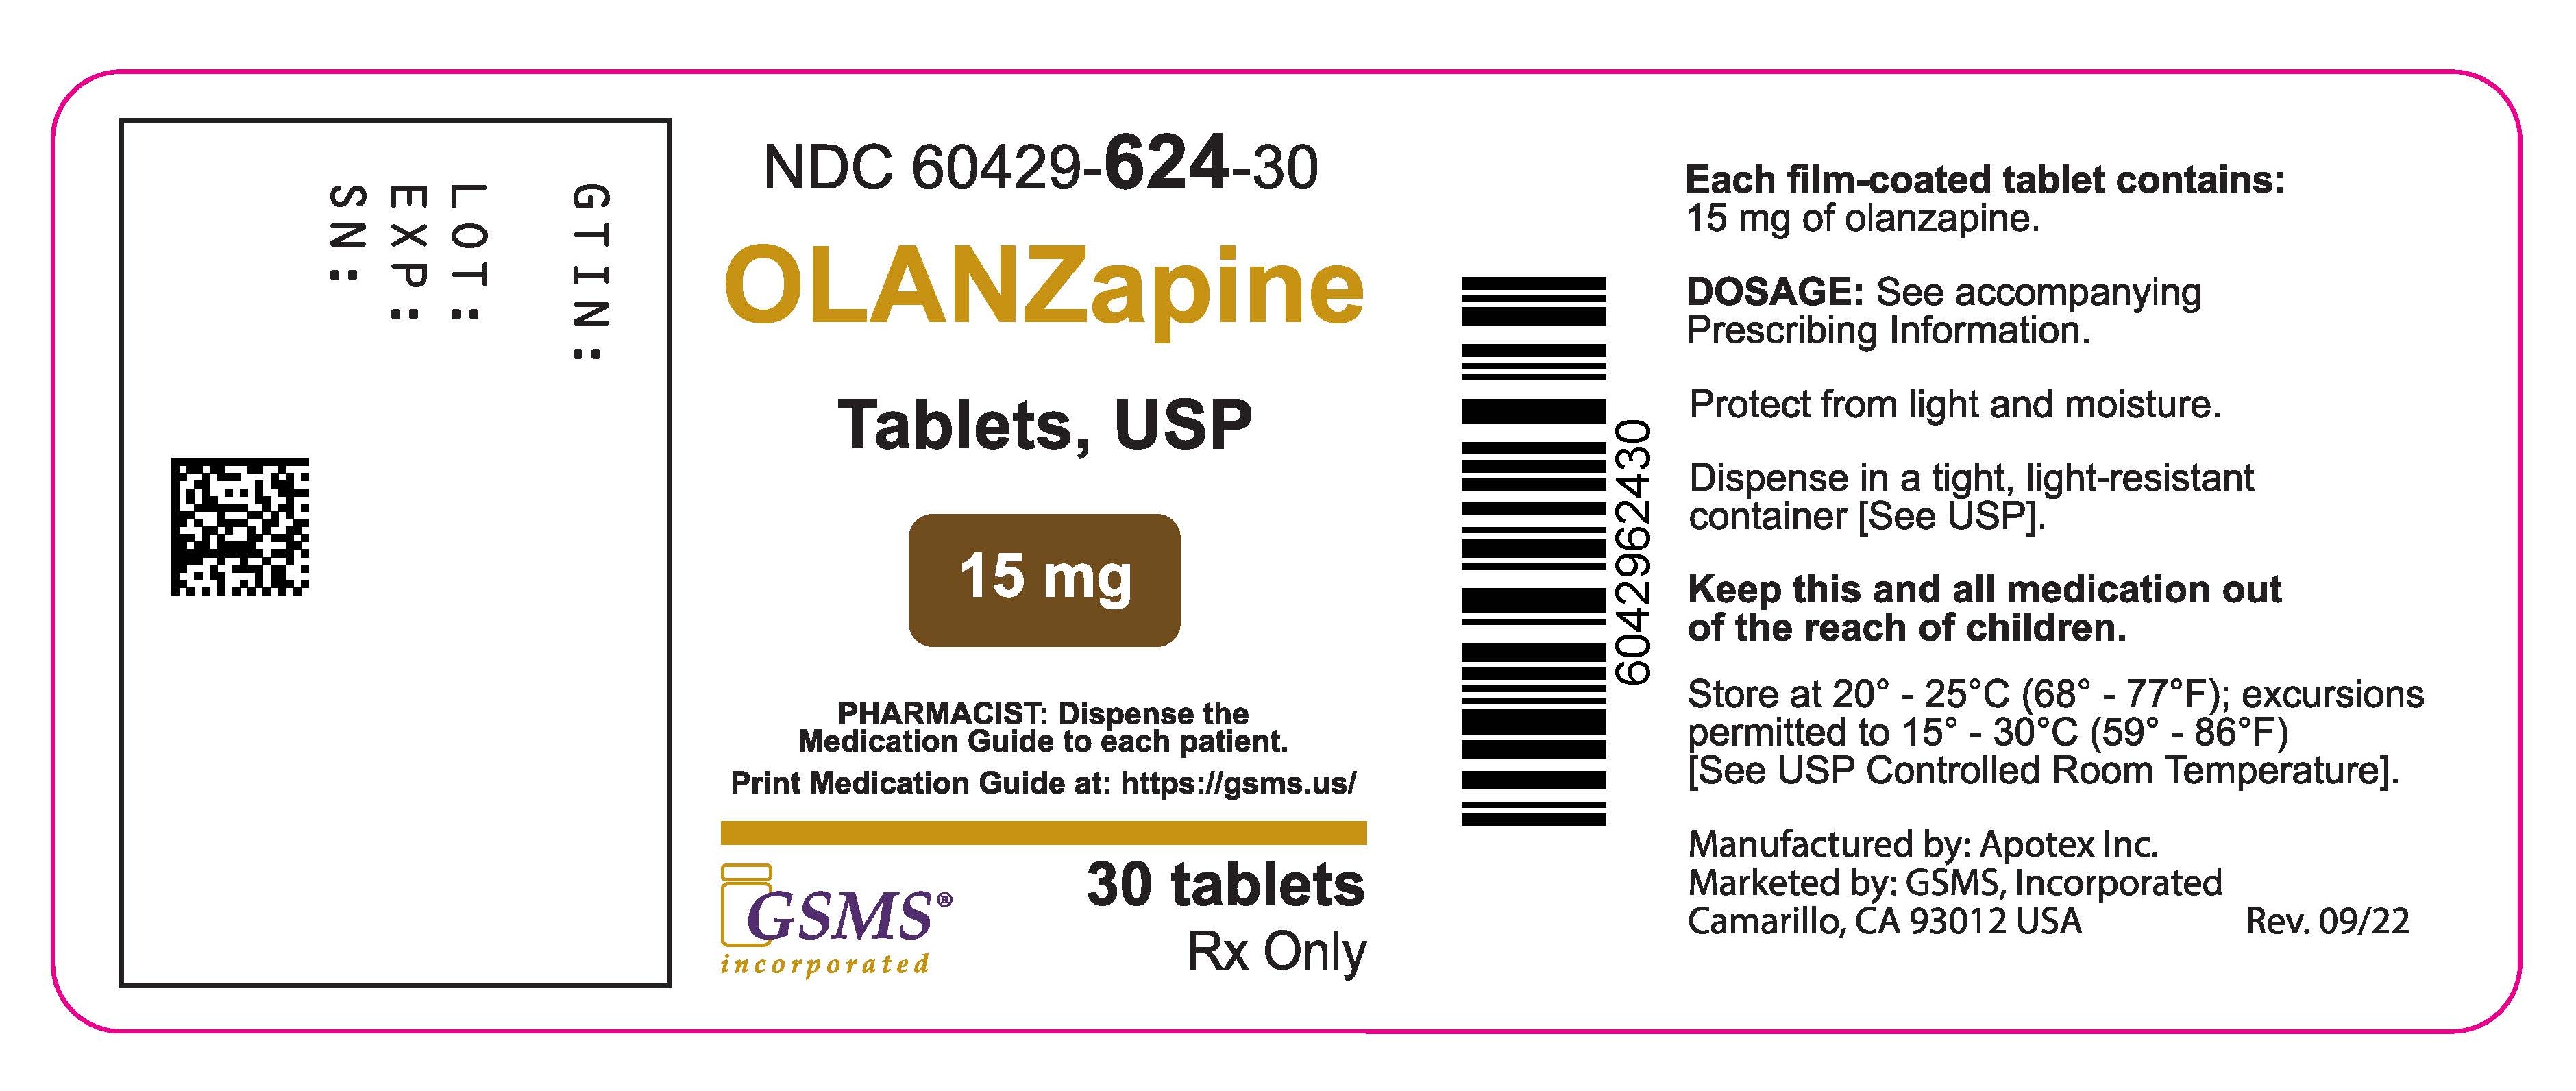 GTIN:
LOT:
EXP:
SN:
NDC 60429-624-30
OLANZapine
Tablets, USP
15 mg
PHARMACIST: Dispense the
Medication Guide to each patient.
Print Medication Guide at: https://gsms.us/
GSMS®
incorporated
30 tablets
Rx Only
6042962430
Each film-coated tablet contains:
15 mg of olanzapine.
DOSAGE: See accompanying
Prescribing Information.
Protect from light and moisture.
Dispense in a tight, light-resistant
container [See USP].
Keep this and all medication out
of the reach of children.
Store at 20° - 25°C (68° - 77°F); excursions
permitted to 15° - 30°C (59° - 86°F)
[See USP Controlled Room Temperature].
Manufactured by: Apotex Inc.
Marketed by: GSMS, Incorporated
Camarillo, CA 93012 USA Rev. 09/22